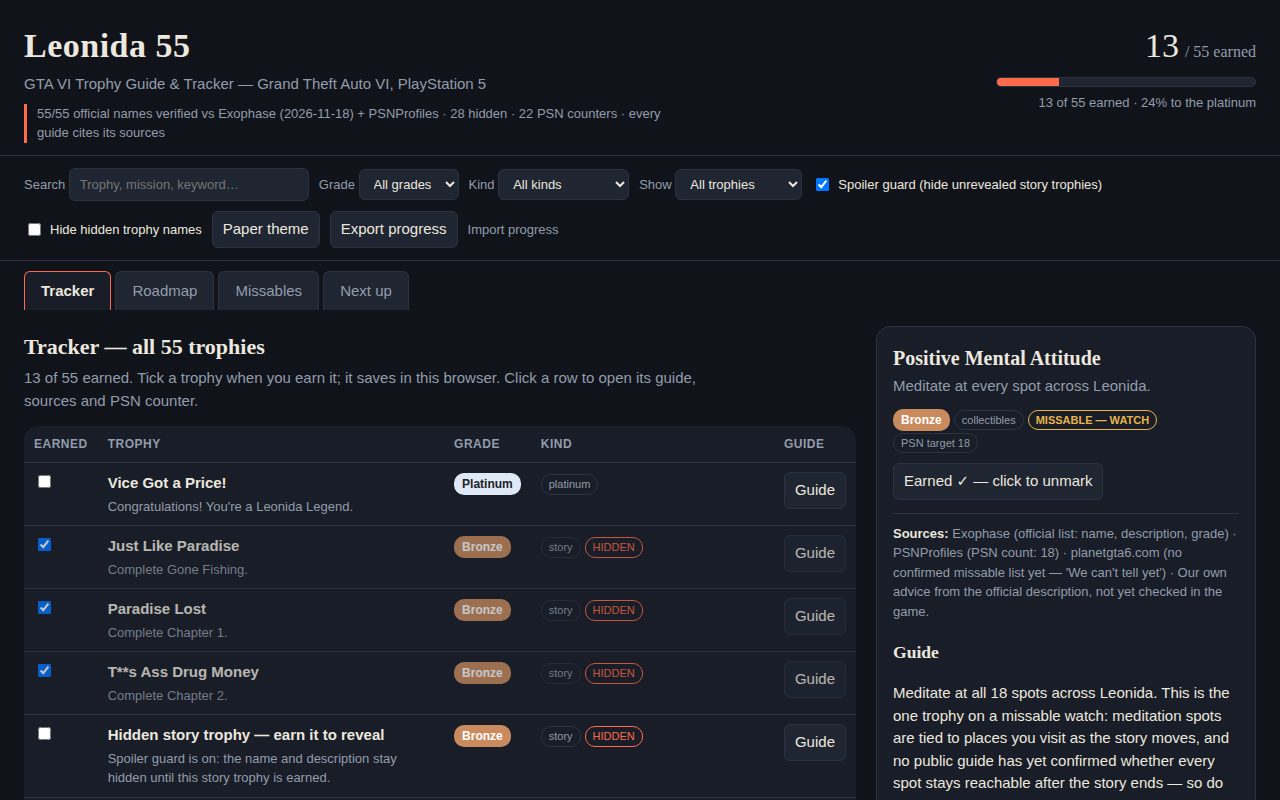 Leonida 55
GTA VI Trophy Guide & Tracker — Grand Theft Auto VI, PlayStation 5
55/55 official names verified vs Exophase (2026-11-18) + PSNProfiles · 28 hidden · 22 PSN counters · every
guide cites its sources
13 / 55 earned
13 of 55 earned · 24% to the platinum
Search Trophy, mission, keyword… Grade All grades Kind All kinds Show All trophies Spoiler guard (hide unrevealed story trophies)
Hide hidden trophy names Paper theme Export progress Import progress
Tracker Roadmap Missables Next up
Tracker — all 55 trophies
13 of 55 earned. Tick a trophy when you earn it; it saves in this browser. Click a row to open its guide,
sources and PSN counter.
EARNED TROPHY GRADE KIND GUIDE
Vice Got a Price! Platinum platinum Guide
Congratulations! You're a Leonida Legend.
Just Like Paradise Bronze story HIDDEN Guide
Complete Gone Fishing.
Paradise Lost Bronze story HIDDEN Guide
Complete Chapter 1.
T**s Ass Drug Money Bronze story HIDDEN Guide
Complete Chapter 2.
Hidden story trophy — earn it to reveal Bronze story HIDDEN Guide
Spoiler guard is on: the name and description stay
hidden until this story trophy is earned.
Positive Mental Attitude
Meditate at every spot across Leonida.
Bronze collectibles MISSABLE — WATCH
PSN target 18
Earned ✓ — click to unmark
Sources: Exophase (official list: name, description, grade) ·
PSNProfiles (PSN count: 18) · planetgta6.com (no
confirmed missable list yet — 'We can't tell yet') · Our own
advice from the official description, not yet checked in the
game.
Guide
Meditate at all 18 spots across Leonida. This is the
one trophy on a missable watch: meditation spots
are tied to places you visit as the story moves, and
no public guide has yet confirmed whether every
spot stays reachable after the story ends — so do